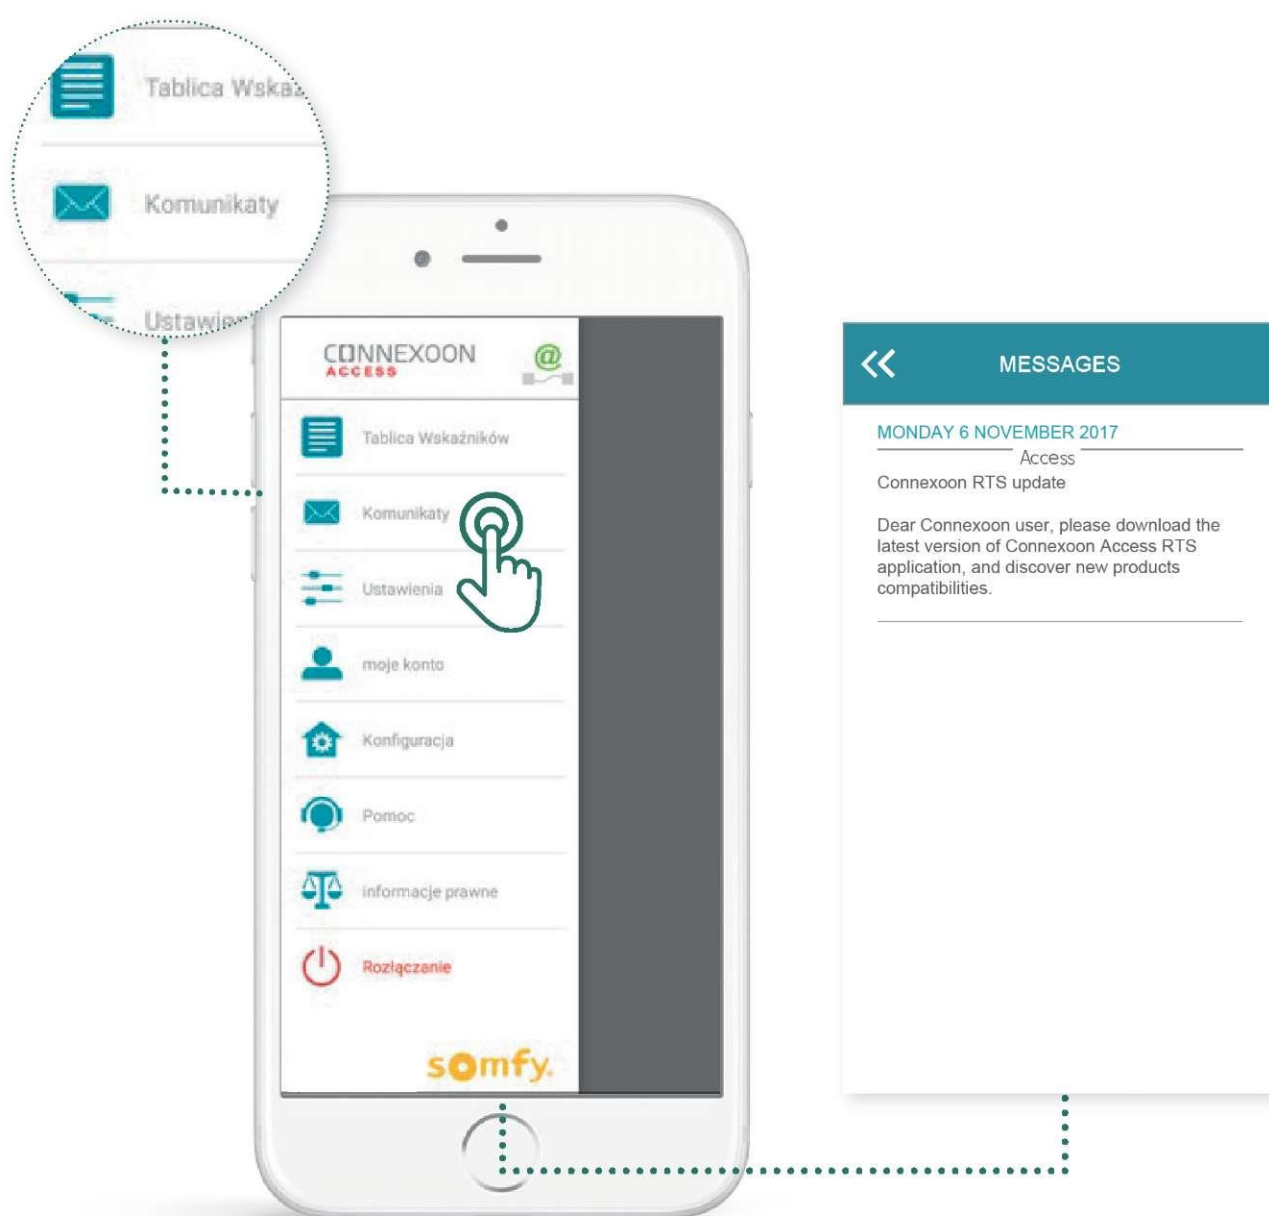 Tablica Wskaź
Komunikaty
Ustawien
CONNEXOON
ACCESS
@
Tablica Wskaźników
Komunikaty
Ustawienia
moje konto
Konfiguracja
Pomoc
informacje prawne
Rozłączanie
somfy.
MESSAGES
MONDAY 6 NOVEMBER 2017
Access
Connexoon RTS update
Dear Connexoon user, please download the
latest version of Connexoon Access RTS
application, and discover new products
compatibilities.